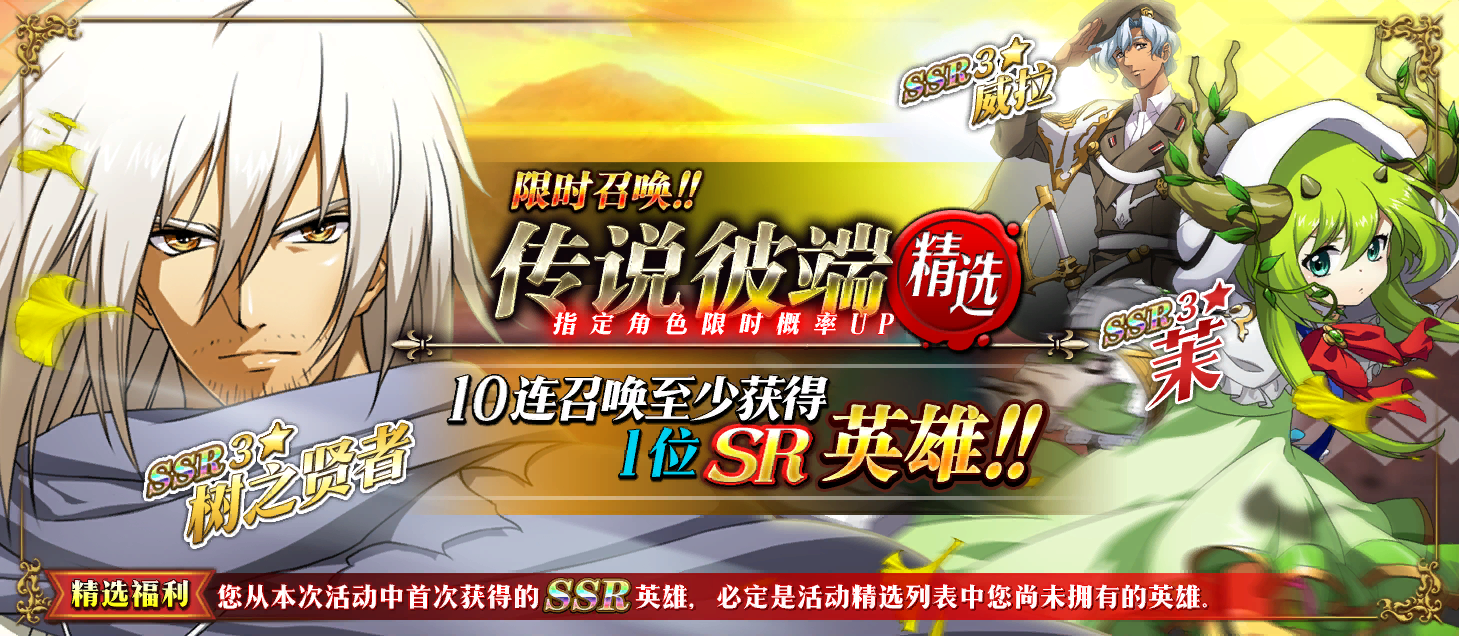 限时召唤!!
传说彼端 精选
指定角色限时概率UP
10连召唤至少获得
1位SR英雄!!
SSR3★
树之贤者
SSR3★
威拉
SSR3★
茉
精选福利 您从本次活动中首次获得的SSR英雄，必定是活动精选列表中您尚未拥有的英雄。